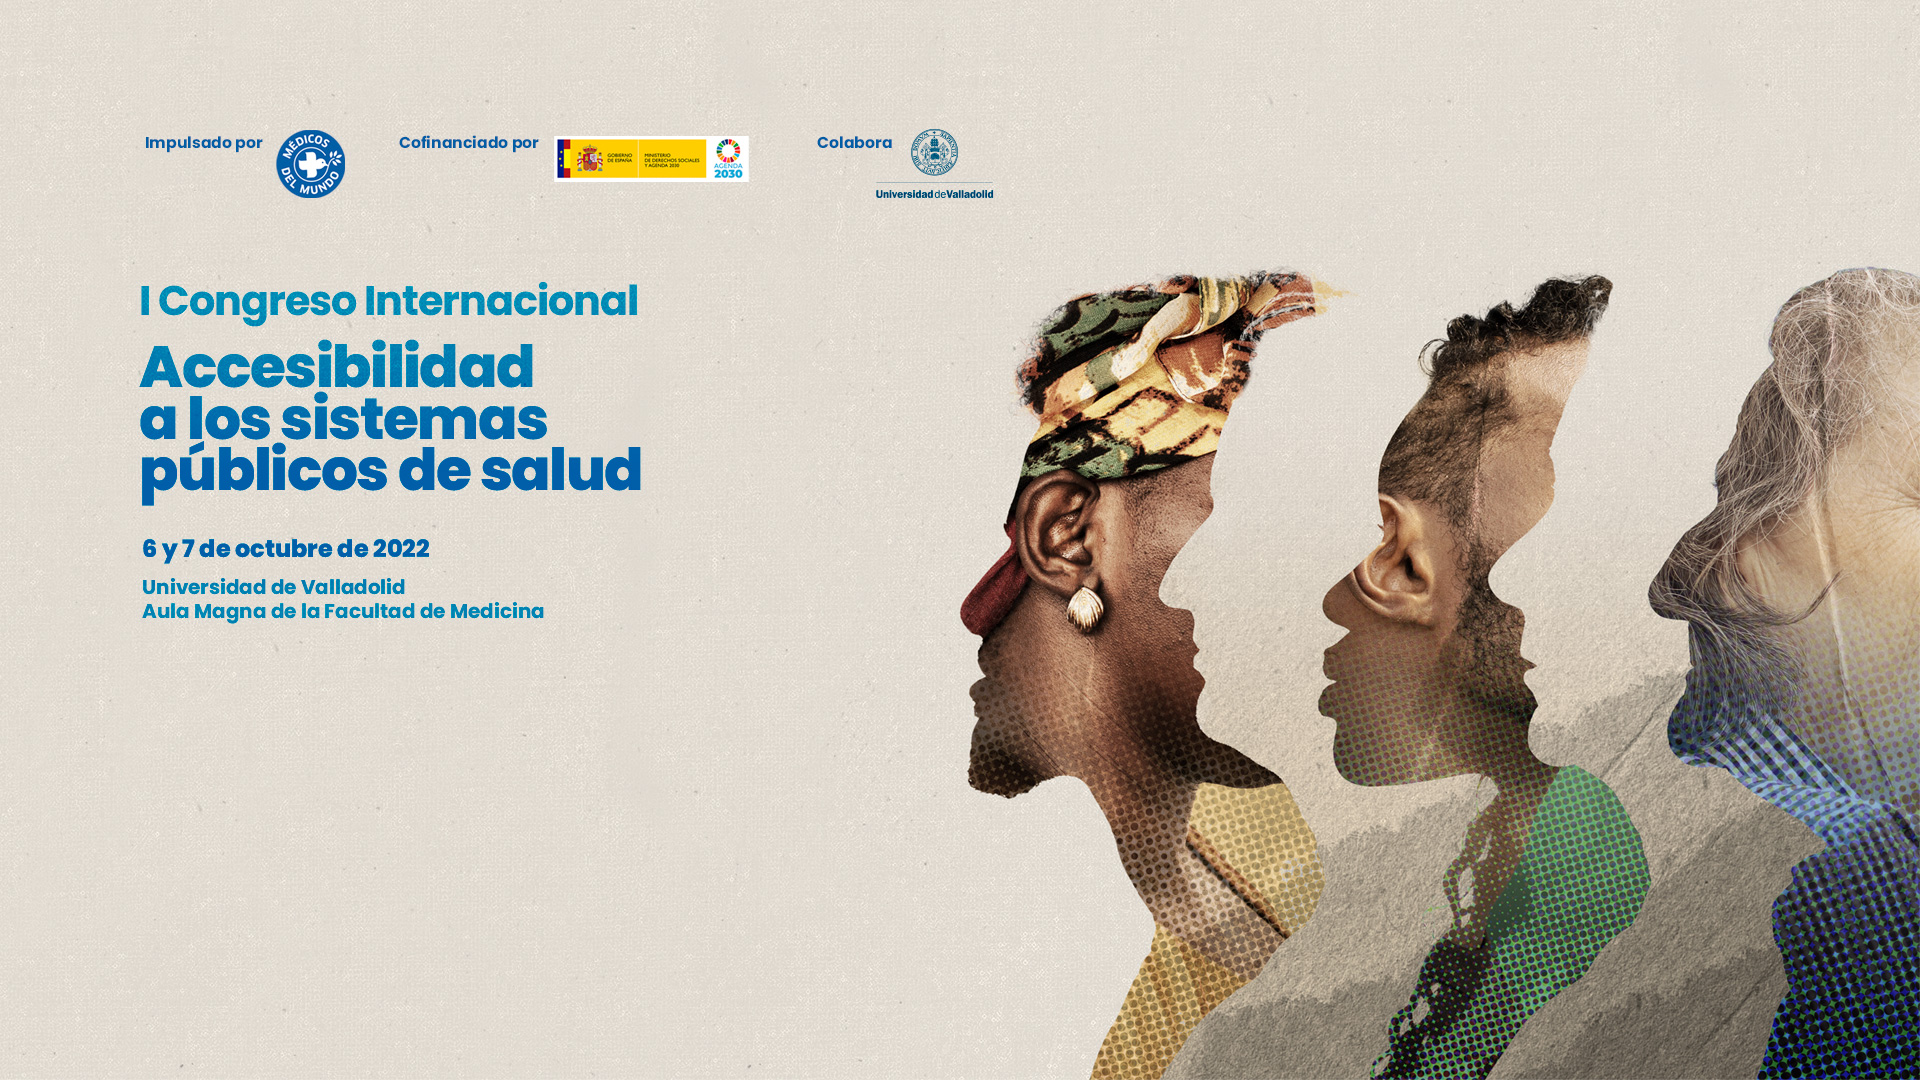 Impulsado por
MÉDICOS
DEL MUNDO
Cofinanciado por
GOBIERNO
DE ESPAÑA
MINISTERIO
DE DERECHOS SOCIALES
Y AGENDA 2030
AGENDA
2030
Colabora
Universidad de Valladolid
I Congreso Internacional
Accesibilidad
a los sistemas
públicos de salud
6 y 7 de octubre de 2022
Universidad de Valladolid
Aula Magna de la Facultad de Medicina